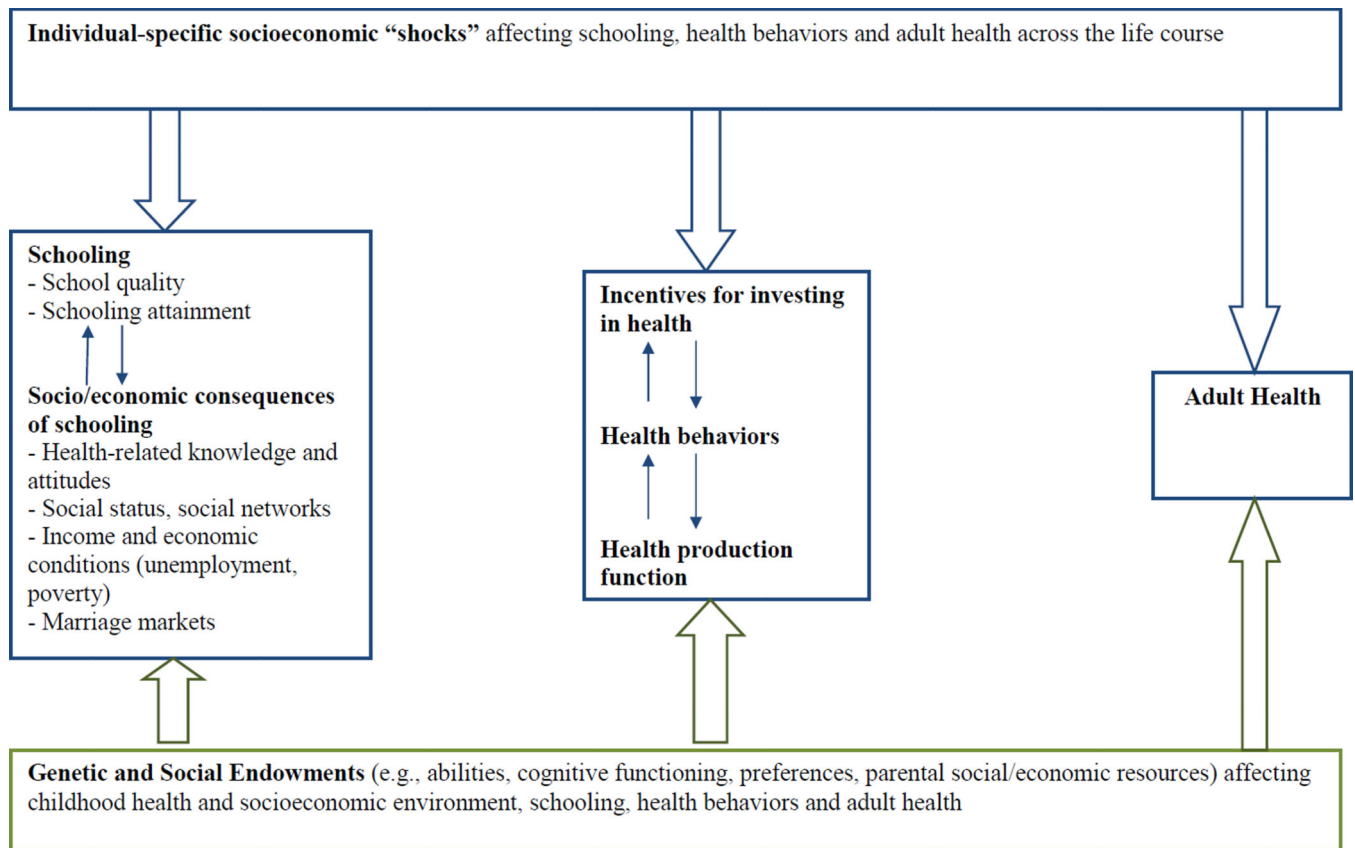 Individual-specific socioeconomic “shocks” affecting schooling, health behaviors and adult health across the life course
Schooling
- School quality
- Schooling attainment
Socio/economic consequences
of schooling
- Health-related knowledge and
attitudes
- Social status, social networks
- Income and economic
conditions (unemployment,
poverty)
- Marriage markets
Incentives for investing
in health
Health behaviors
Health production
function
Adult Health
Genetic and Social Endowments (e.g., abilities, cognitive functioning, preferences, parental social/economic resources) affecting
childhood health and socioeconomic environment, schooling, health behaviors and adult health